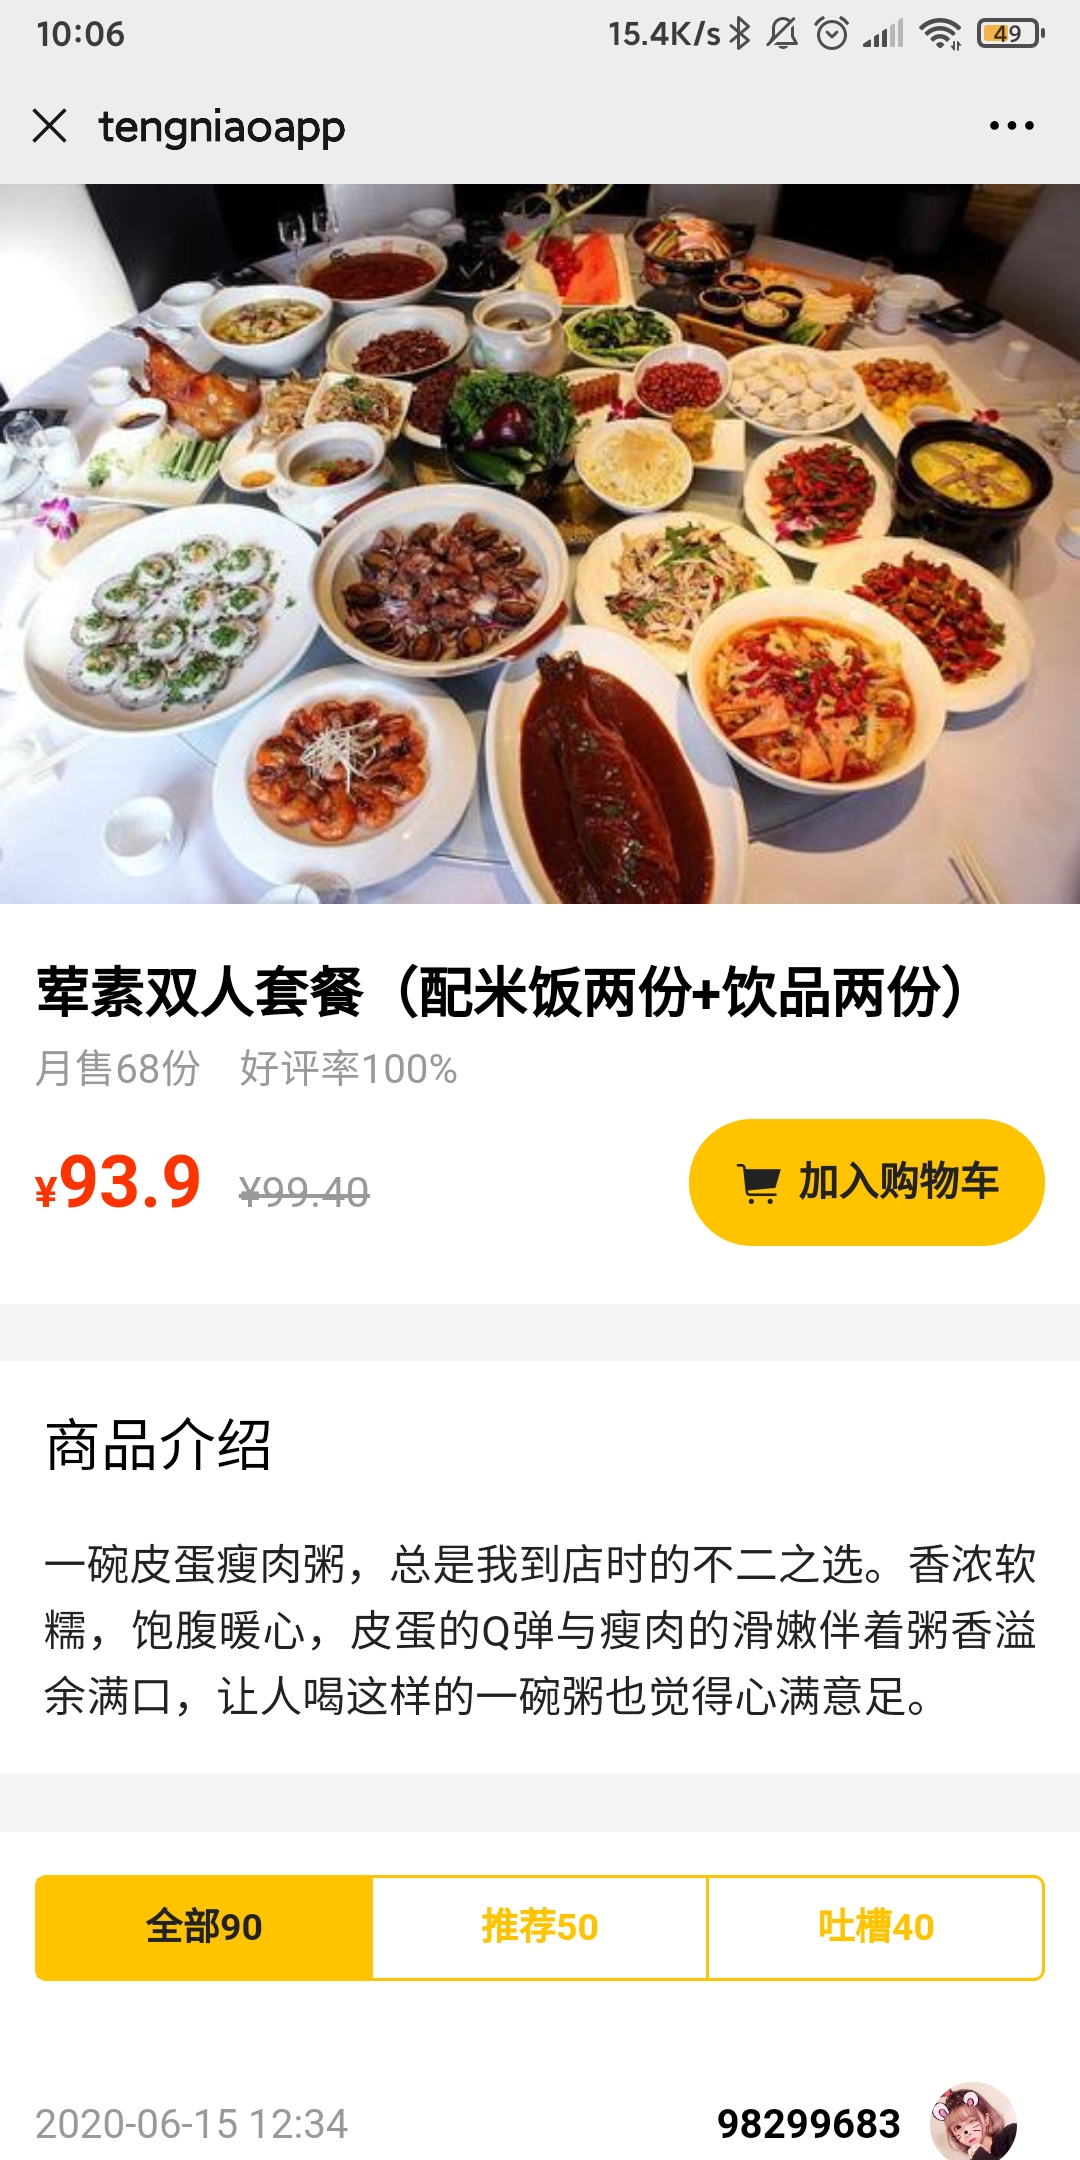 10:06
15.4K/s
49
tengniaoapp
荤素双人套餐（配米饭两份+饮品两份）
月售68份 好评率100%
¥93.9 ¥99.40
加入购物车
商品介绍
一碗皮蛋瘦肉粥，总是我到店时的不二之选。香浓软
糯，饱腹暖心，皮蛋的Q弹与瘦肉的滑嫩伴着粥香溢
余满口，让人喝这样的一碗粥也觉得心满意足。
全部90
推荐50
吐槽40
2020-06-15 12:34
98299683